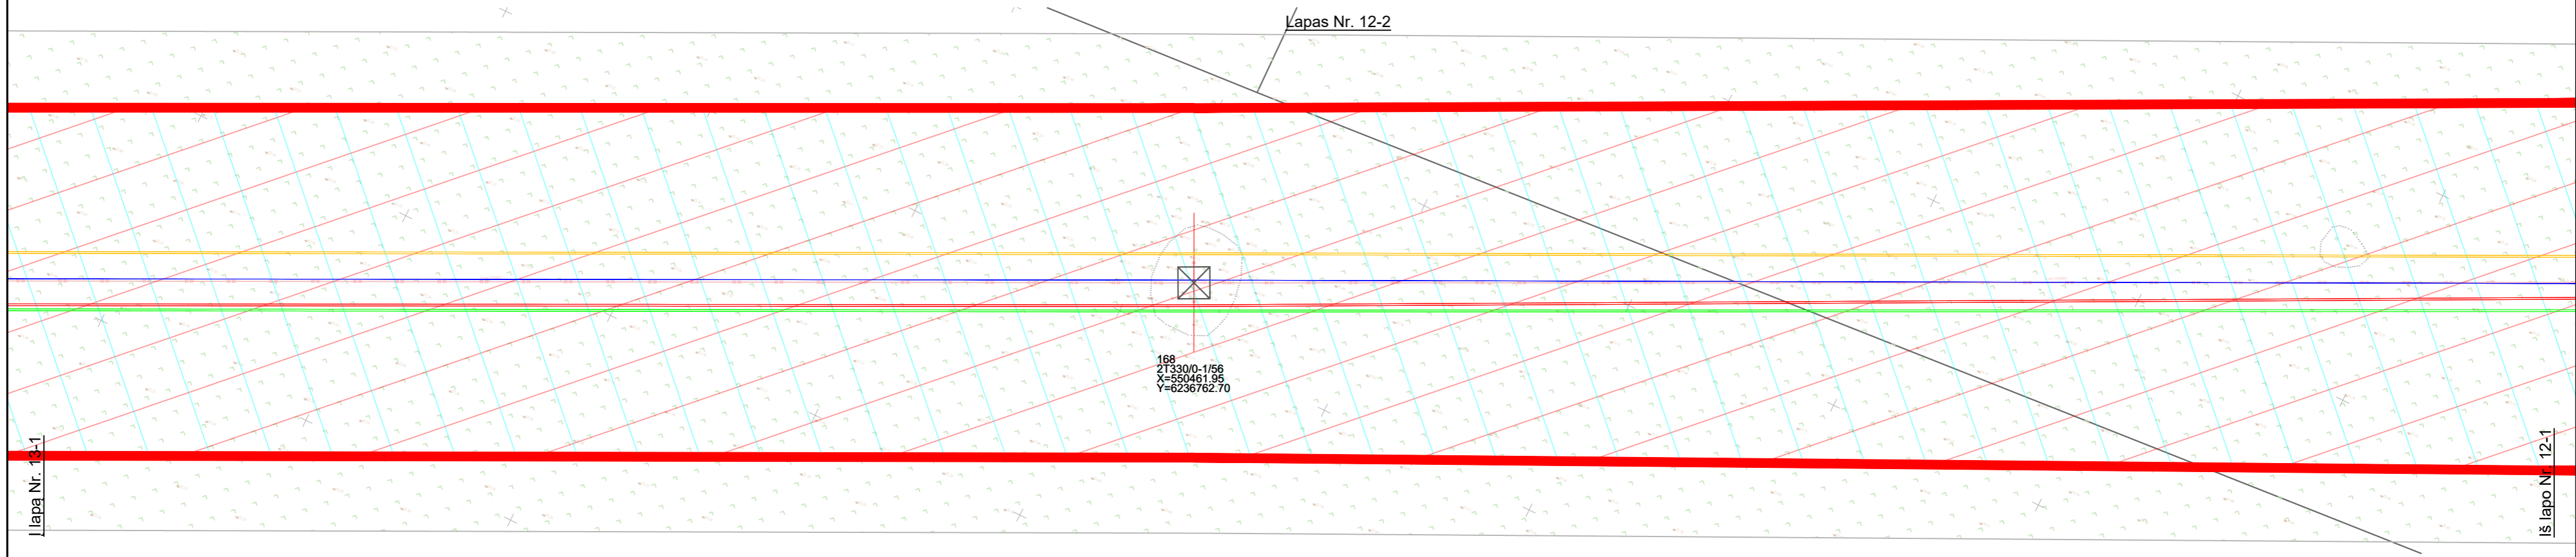 Lapas Nr. 12-2
168
2T330/0-1/56
X=550461.95
Y=6236762.70
Į lapą Nr. 13-1
Iš lapo Nr. 12-1